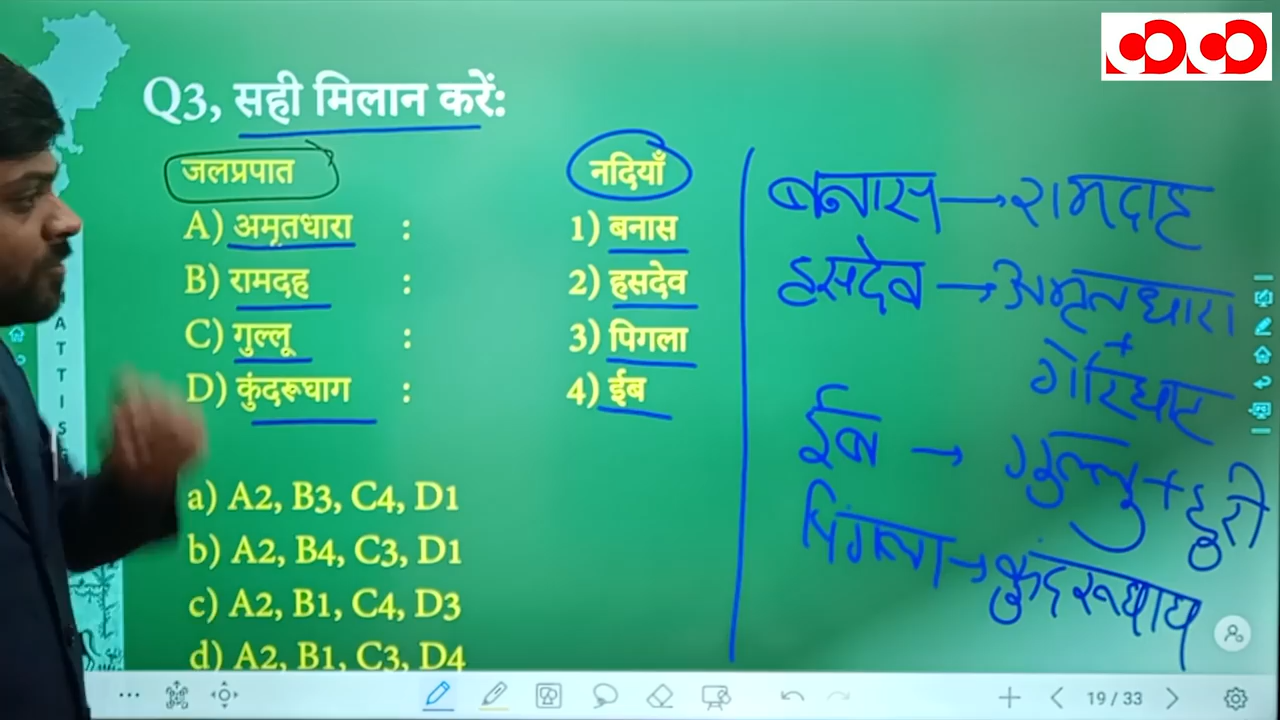 Q3, सही मिलान करें:
जलप्रपात नदियाँ
A) अमृतधारा : 1) बनास
B) रामदह : 2) हसदेव
C) गुल्लू : 3) पिगला
D) कुंदरूघाग : 4) ईब
a) A2, B3, C4, D1
b) A2, B4, C3, D1
c) A2, B1, C4, D3
d) A2, B1, C3, D4
बनास → रामदाह
हसदेव → अमृतधारा
+
ईब → गुल्लु +
पिंगला →
A
T
T
I
S
19 / 33